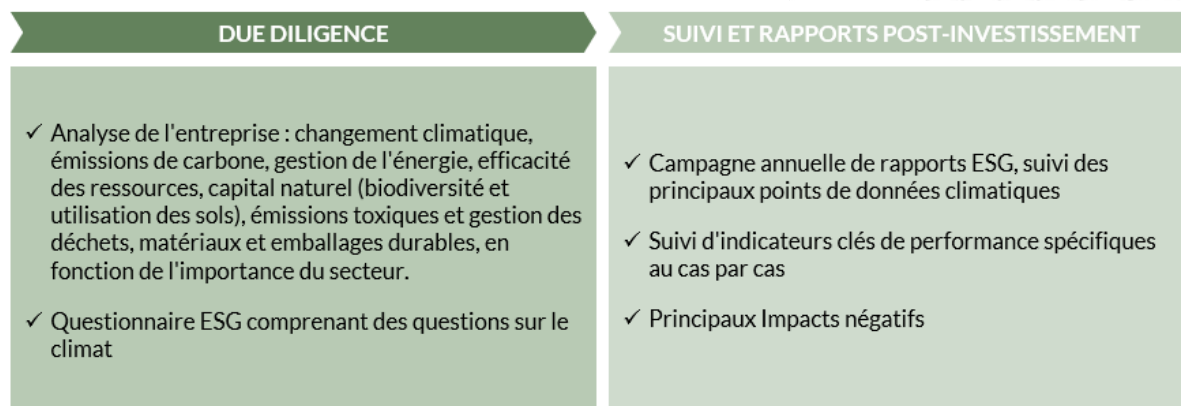 DUE DILIGENCE
✓ Analyse de l'entreprise : changement climatique,
émissions de carbone, gestion de l'énergie, efficacité
des ressources, capital naturel (biodiversité et
utilisation des sols), émissions toxiques et gestion des
déchets, matériaux et emballages durables, en
fonction de l'importance du secteur.
✓ Questionnaire ESG comprenant des questions sur le
climat
SUIVI ET RAPPORTS POST-INVESTISSEMENT
✓ Campagne annuelle de rapports ESG, suivi des
principaux points de données climatiques
✓ Suivi d'indicateurs clés de performance spécifiques
au cas par cas
✓ Principaux Impacts négatifs